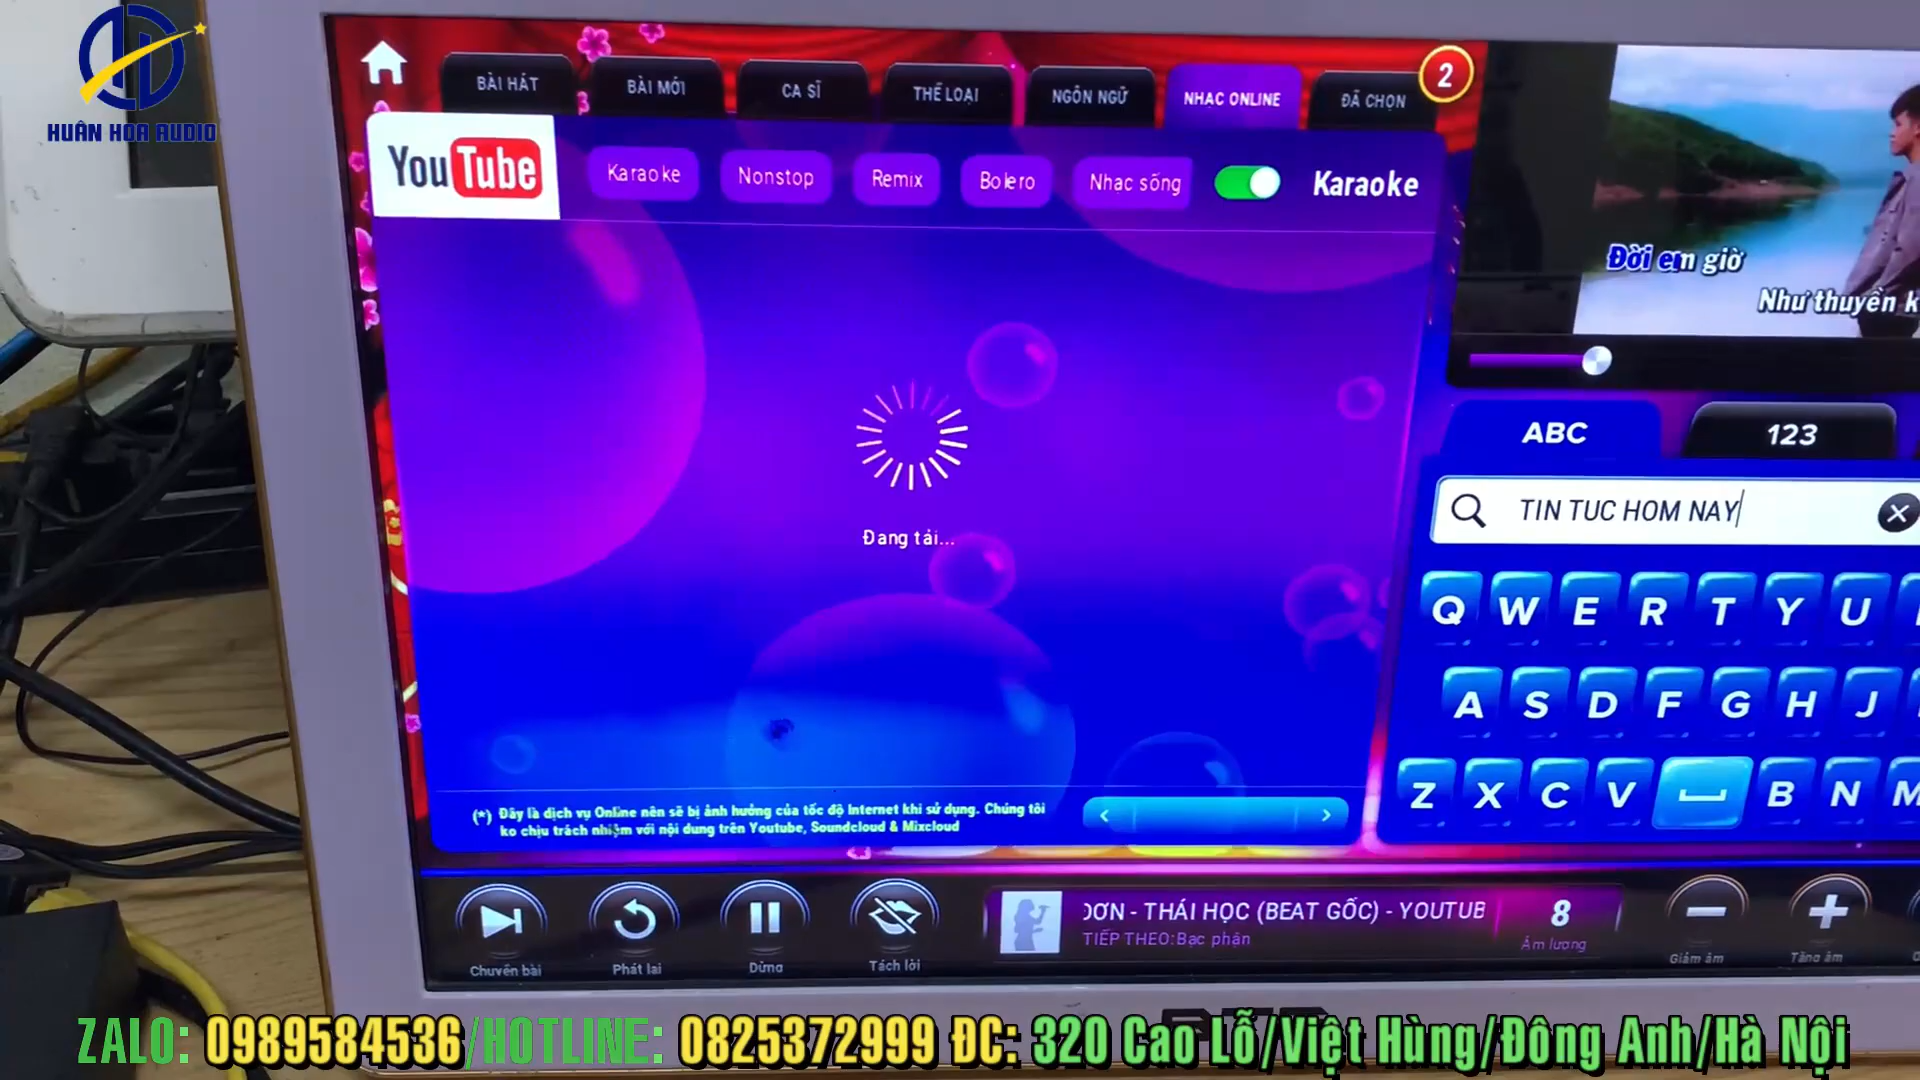 HUÂN HOA AUDIO
BÀI HÁT
BÀI MỚI
CA SĨ
THỂ LOẠI
NGÔN NGỮ
NHẠC ONLINE
ĐÃ CHỌN
2
YouTube
Karaoke
Nonstop
Remix
Bolero
Nhạc sống
Karaoke
Đời em giờ
Như thuyền k
ABC
123
TIN TUC HOM NAY
Đang tải...
Q W E R T Y U
A S D F G H J
Z X C V B N M
(*) Đây là dịch vụ Online nên sẽ bị ảnh hưởng của tốc độ Internet khi sử dụng. Chúng tôi
ko chịu trách nhiệm với nội dung trên Youtube, Soundcloud & Mixcloud
Chuyển bài
Phát lại
Dừng
Tách lời
ƠN - THÁI HỌC (BEAT GỐC) - YOUTUB
TIẾP THEO:Bạc phận
8
Âm lượng
Giảm âm
Tăng âm
ZALO: 0989584536/HOTLINE: 0825372999 ĐC: 320 Cao Lỗ/Việt Hùng/Đông Anh/Hà Nội